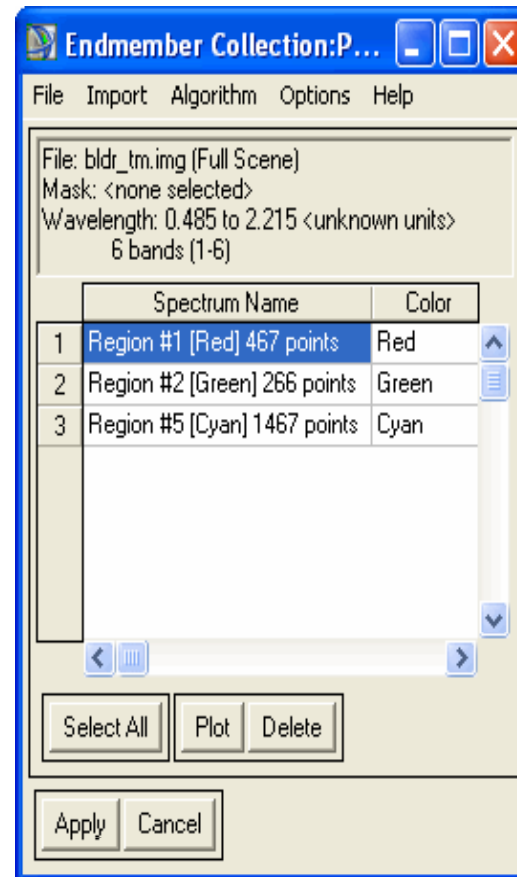 Endmember Collection:P...
File Import Algorithm Options Help
File: bldr_tm.img (Full Scene)
Mask: <none selected>
Wavelength: 0.485 to 2.215 <unknown units>
6 bands (1-6)
Spectrum Name Color
1 Region #1 [Red] 467 points Red
2 Region #2 [Green] 266 points Green
3 Region #5 [Cyan] 1467 points Cyan
Select All Plot Delete
Apply Cancel